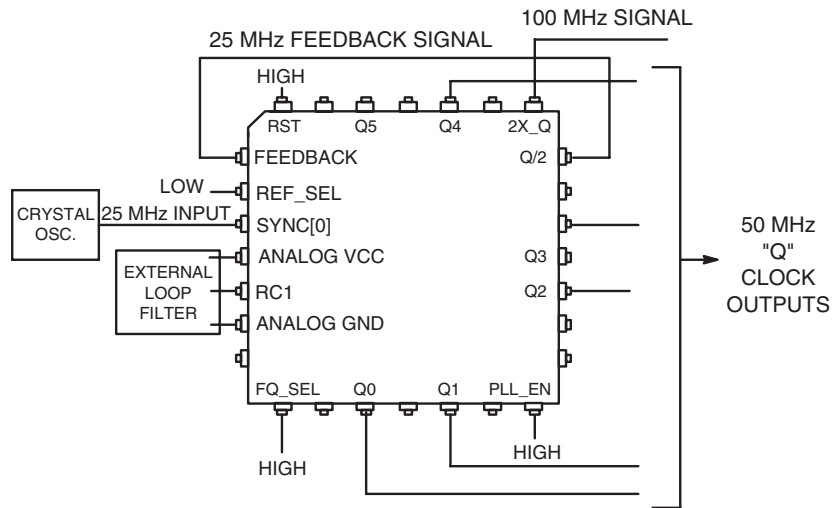 100 MHz SIGNAL
25 MHz FEEDBACK SIGNAL
HIGH
RST
Q5
Q4
2X_Q
FEEDBACK
Q/2
LOW
REF_SEL
CRYSTAL
OSC.
25 MHz INPUT
SYNC[0]
ANALOG VCC
Q3
EXTERNAL
LOOP
FILTER
RC1
Q2
ANALOG GND
50 MHz
"Q"
CLOCK
OUTPUTS
FQ_SEL
Q0
Q1
PLL_EN
HIGH
HIGH